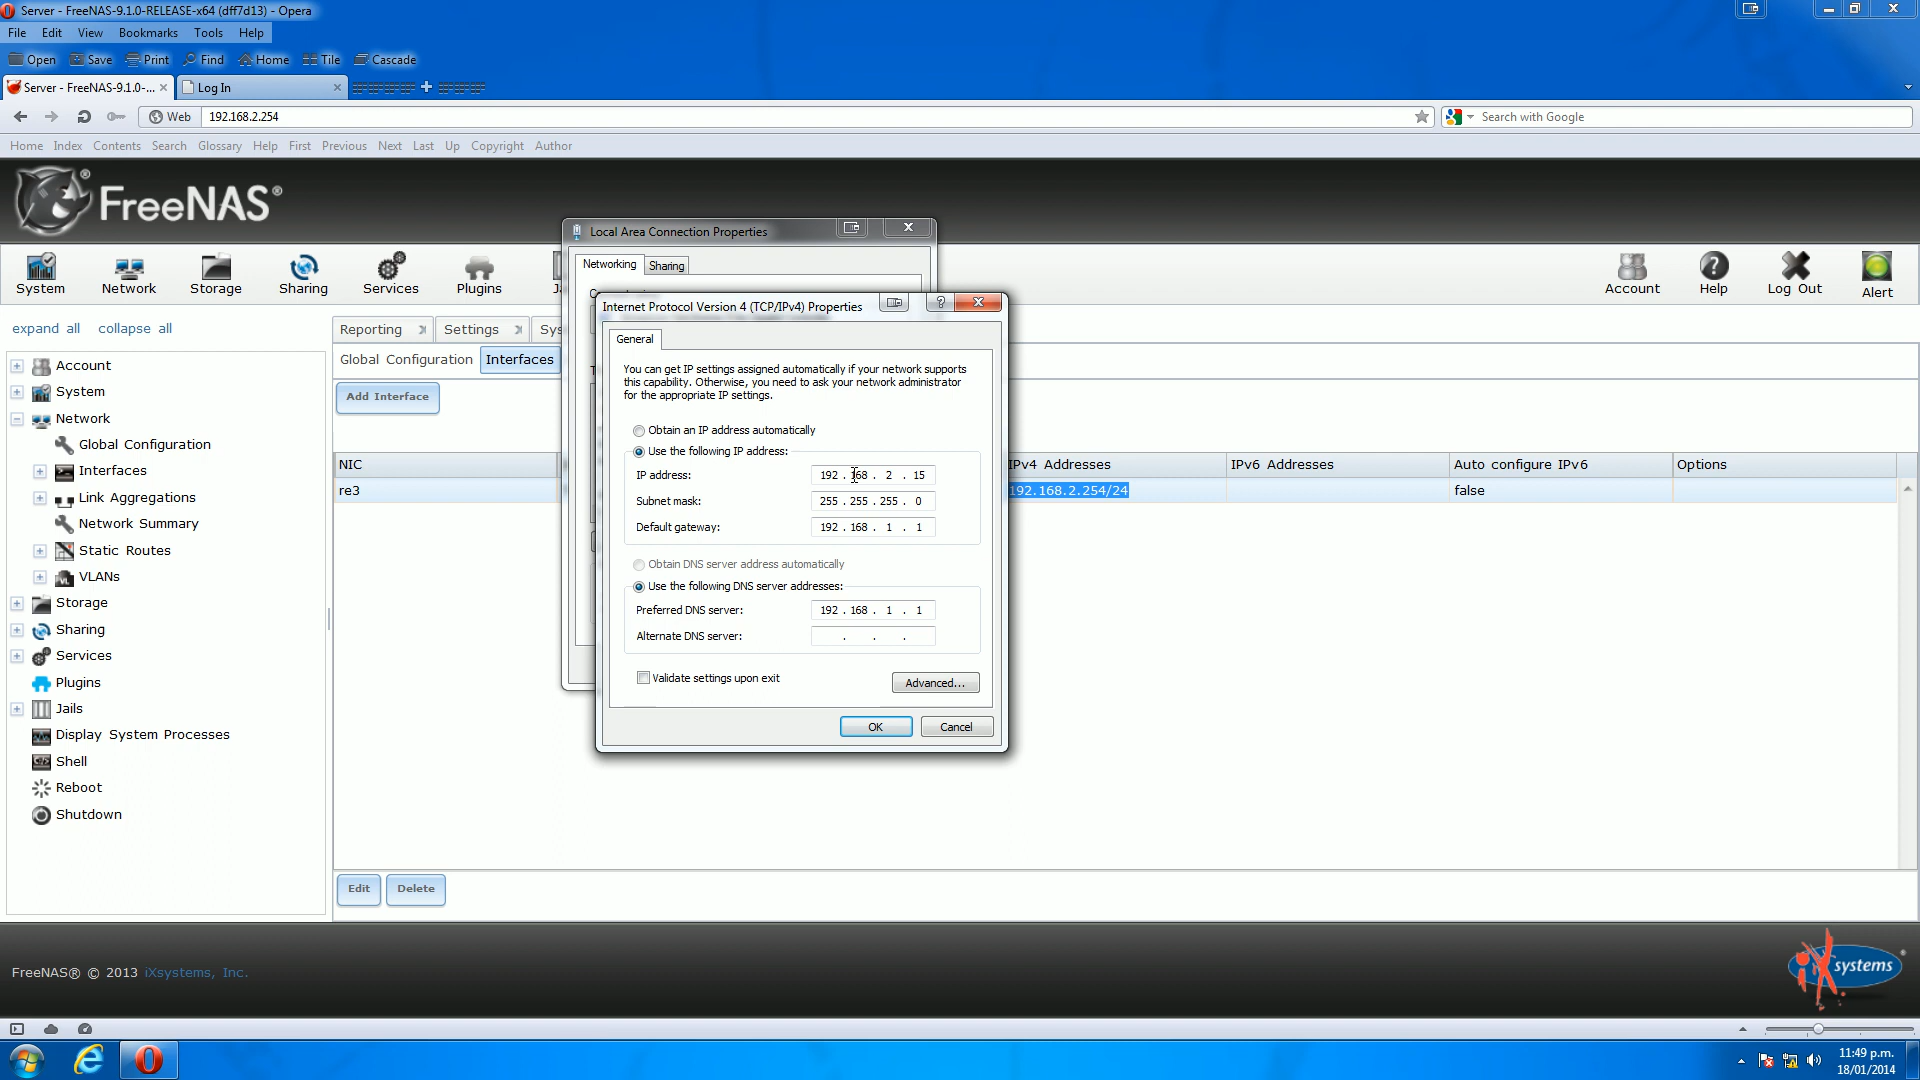 Server - FreeNAS-9.1.0-RELEASE-x64 (dff7d13) - Opera
File Edit View Bookmarks Tools Help
Open Save Print Find Home Tile Cascade
Server - FreeNAS-9.1.0-... Log In
Web 192.168.2.254 Search with Google
Home Index Contents Search Glossary Help First Previous Next Last Up Copyright Author
FreeNAS®
System Network Storage Sharing Services Plugins Account Help Log Out Alert
Local Area Connection Properties
Networking Sharing
expand all collapse all
Reporting Settings
Global Configuration Interfaces
Add Interface
NIC IPv4 Addresses IPv6 Addresses Auto configure IPv6 Options
re3 192.168.2.254/24 false
Account
System
Network
Global Configuration
Interfaces
Link Aggregations
Network Summary
Static Routes
VLANs
Storage
Sharing
Services
Plugins
Jails
Display System Processes
Shell
Reboot
Shutdown
Internet Protocol Version 4 (TCP/IPv4) Properties
General
You can get IP settings assigned automatically if your network supports
this capability. Otherwise, you need to ask your network administrator
for the appropriate IP settings.
Obtain an IP address automatically
Use the following IP address:
IP address: 192 . 168 . 2 . 15
Subnet mask: 255 . 255 . 255 . 0
Default gateway: 192 . 168 . 1 . 1
Obtain DNS server address automatically
Use the following DNS server addresses:
Preferred DNS server: 192 . 168 . 1 . 1
Alternate DNS server: . . .
Validate settings upon exit
Advanced...
OK Cancel
Edit Delete
FreeNAS® © 2013 iXsystems, Inc.
iXsystems
11:49 p.m.
18/01/2014